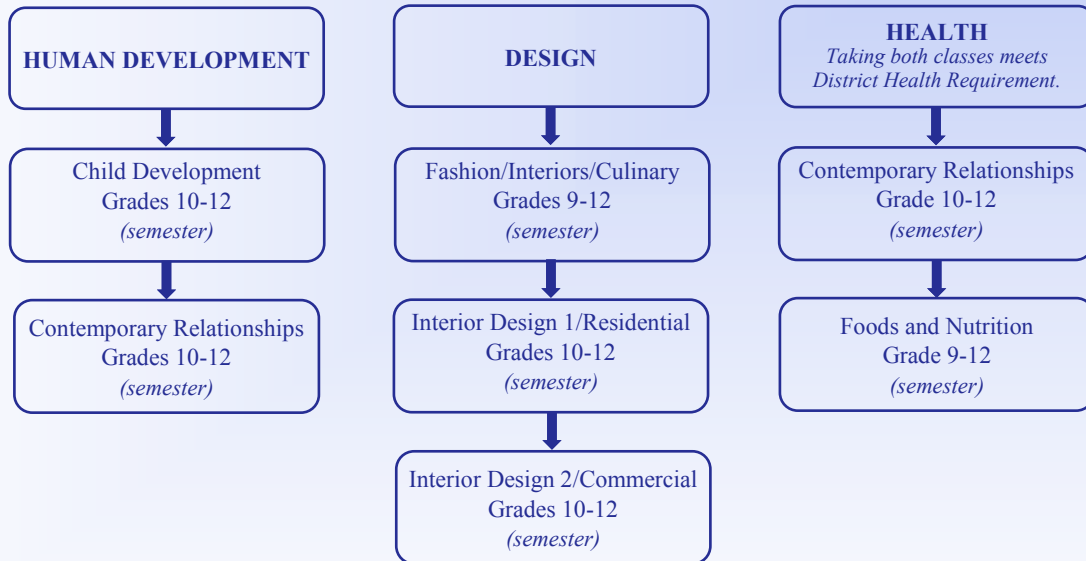 HUMAN DEVELOPMENT
Child Development
Grades 10-12
(semester)
Contemporary Relationships
Grades 10-12
(semester)
DESIGN
Fashion/Interiors/Culinary
Grades 9-12
(semester)
Interior Design 1/Residential
Grades 10-12
(semester)
Interior Design 2/Commercial
Grades 10-12
(semester)
HEALTH
Taking both classes meets
District Health Requirement.
Contemporary Relationships
Grade 10-12
(semester)
Foods and Nutrition
Grade 9-12
(semester)